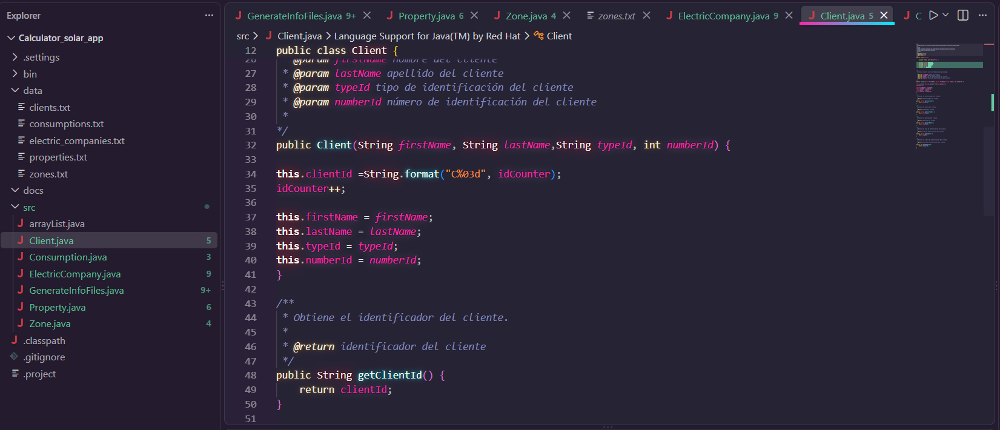 Explorer
Calculator_solar_app
.settings
bin
data
clients.txt
consumptions.txt
electric_companies.txt
properties.txt
zones.txt
docs
src
arrayList.java
Client.java 5
Consumption.java 3
ElectricCompany.java 9
GenerateInfoFiles.java 9+
Property.java 6
Zone.java 4
.classpath
.gitignore
.project
GenerateInfoFiles.java 9+ Property.java 6 Zone.java 4 zones.txt ElectricCompany.java 9 Client.java 5 C
src > Client.java > Language Support for Java(TM) by Red Hat > Client
12 public class Client {
26 * @param firstName nombre del cliente
27 * @param lastName apellido del cliente
28 * @param typeId tipo de identificación del cliente
29 * @param numberId número de identificación del cliente
30 *
31 */
32 public Client(String firstName, String lastName,String typeId, int numberId) {
33
34 this.clientId =String.format("C%03d", idCounter);
35 idCounter++;
36
37 this.firstName = firstName;
38 this.lastName = lastName;
39 this.typeId = typeId;
40 this.numberId = numberId;
41 }
42
43 /**
44 * Obtiene el identificador del cliente.
45 *
46 * @return identificador del cliente
47 */
48 public String getClientId() {
49 return clientId;
50 }
51